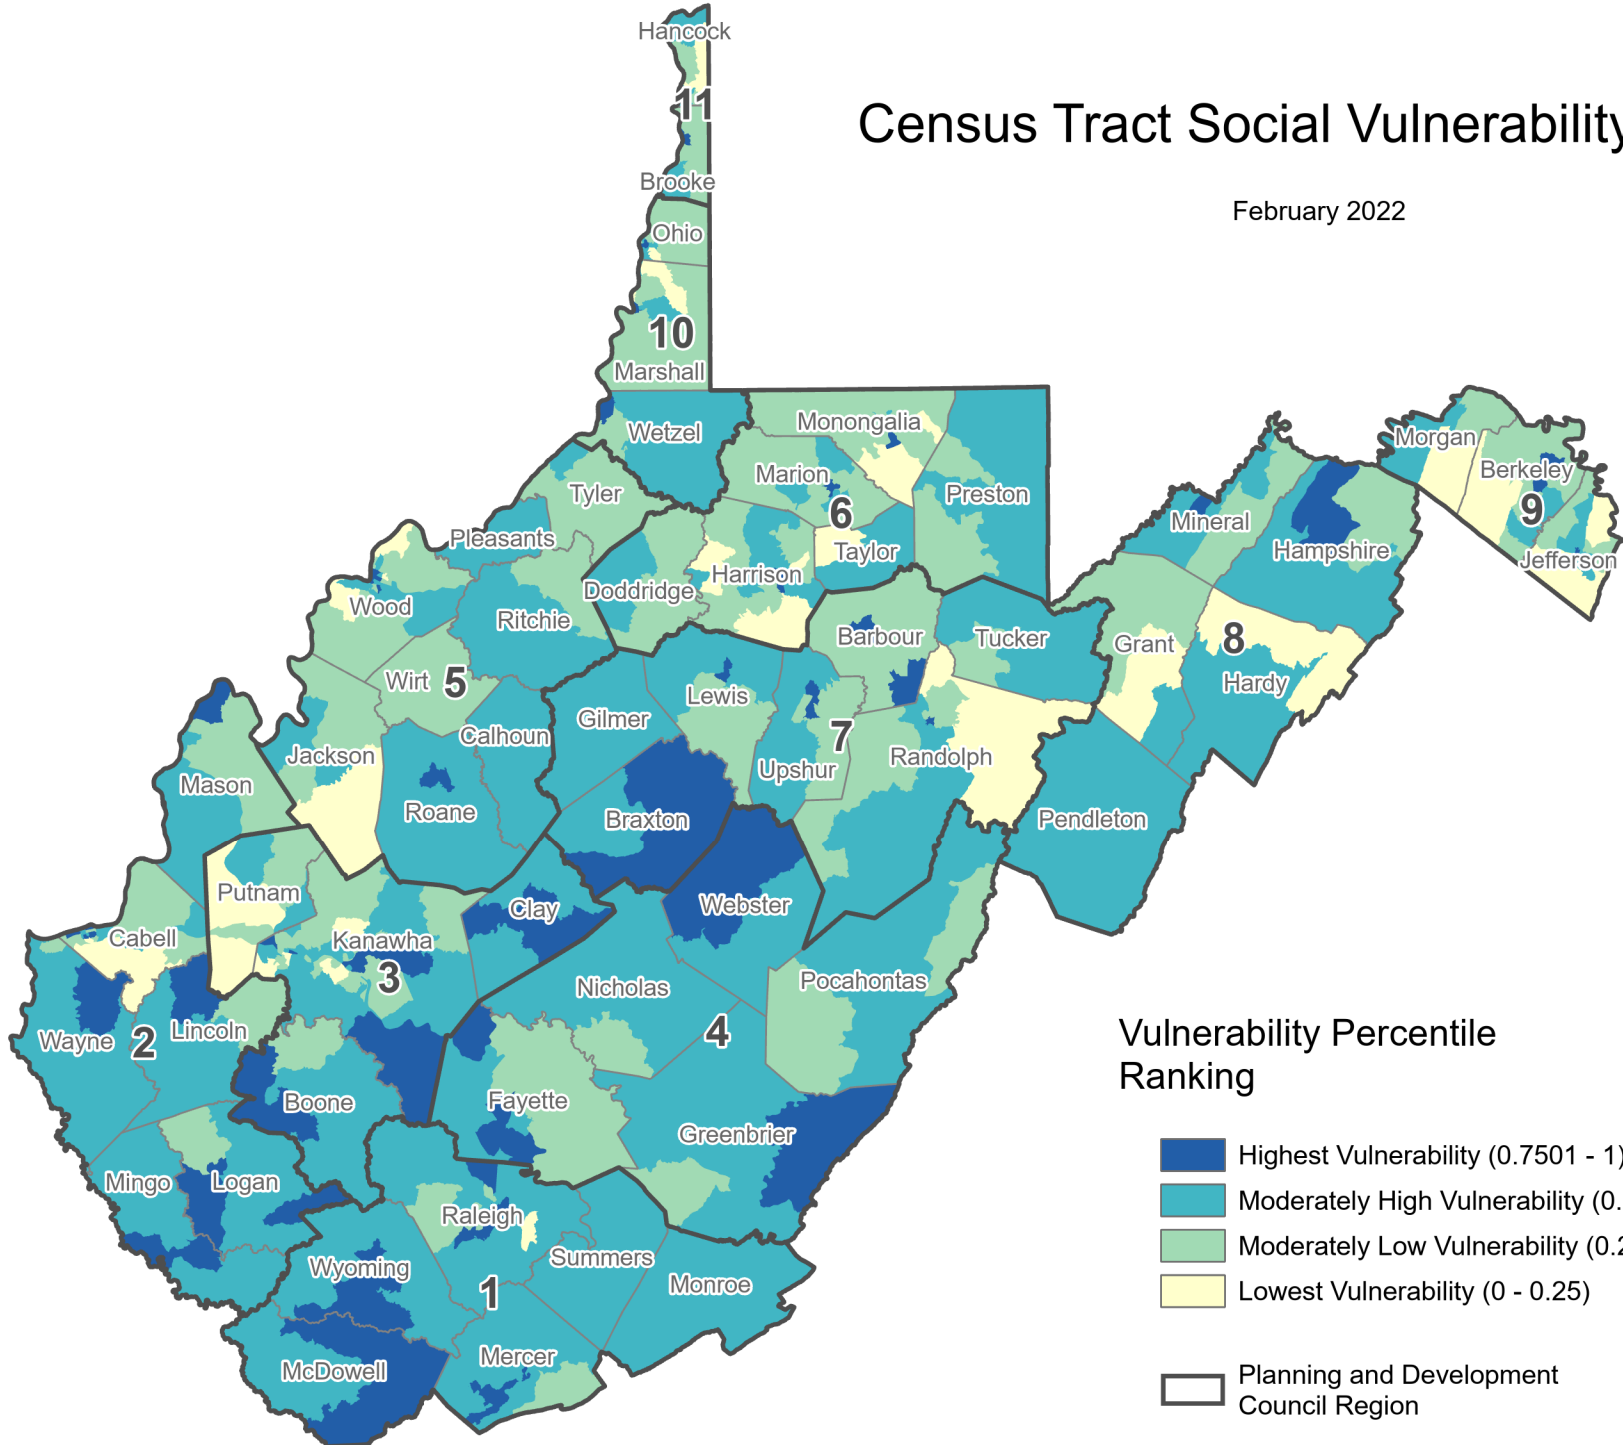 Hancock
11
Census Tract Social Vulnerability
Brooke
February 2022
Ohio
10
Marshall
Wetzel
Monongalia
Morgan
Marion
Berkeley
Tyler
Preston
9
6
Mineral
Pleasants
Taylor
Hampshire
Jefferson
Harrison
Doddridge
Wood
Ritchie
Barbour
Tucker
8
Grant
Wirt
5
Lewis
Hardy
Gilmer
Calhoun
7
Jackson
Randolph
Upshur
Mason
Roane
Braxton
Pendleton
Putnam
Webster
Clay
Cabell
Kanawha
3
Pocahontas
Nicholas
Lincoln
4
Wayne
2
Vulnerability Percentile
Ranking
Boone
Fayette
Greenbrier
Highest Vulnerability (0.7501 - 1)
Mingo
Logan
Moderately High Vulnerability (0.
Raleigh
Moderately Low Vulnerability (0.2
Summers
Wyoming
Monroe
1
Lowest Vulnerability (0 - 0.25)
Mercer
McDowell
Planning and Development
Council Region